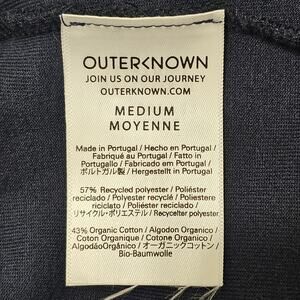 OUTERKNOWN
JOIN US ON OUR JOURNEY
OUTERKNOWN.COM
MEDIUM
MOYENNE
Made in Portugal / Hecho en Portugal /
Fabriqué au Portugal / Fatto in
Portogallo / Fabricado em Portugal /
ポルトガル製 / Hergestellt in Portugal
57% Recycled polyester / Poliéster
reciclado / Polyester recyclé / Poliestere
riciclato / Poliéster reciclado /
リサイクル・ポリエステル / Recycelter polyester
43% Organic Cotton / Algodon Organico /
Coton Organique / Cotone Organico /
AlgodãoOrgânico / オーガニックコットン /
Bio-Baumwolle